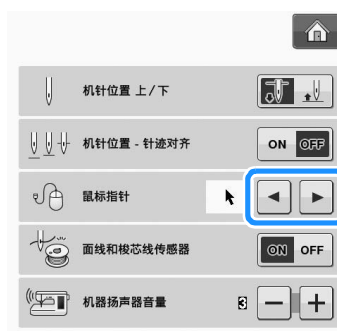 机针位置 上/下
机针位置 - 针迹对齐 ON OFF
鼠标指针
面线和梭芯线传感器 ON OFF
机器扬声器音量 3